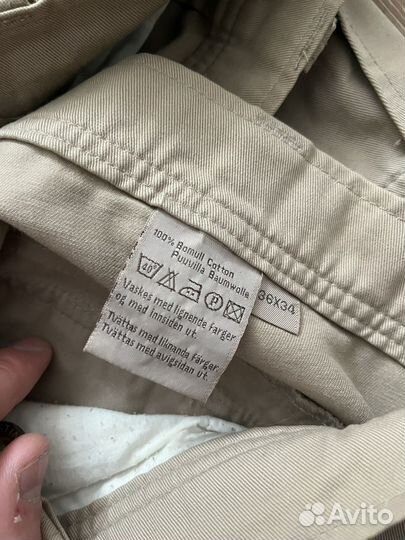 100% Bomull Cotton
Puuvilla Baumwolle
40 P
Vaskes med lignende farger
og med innsiden ut.
Tvättas med liknande färger
Tvättas med avigsidan ut.
36X34
Avito